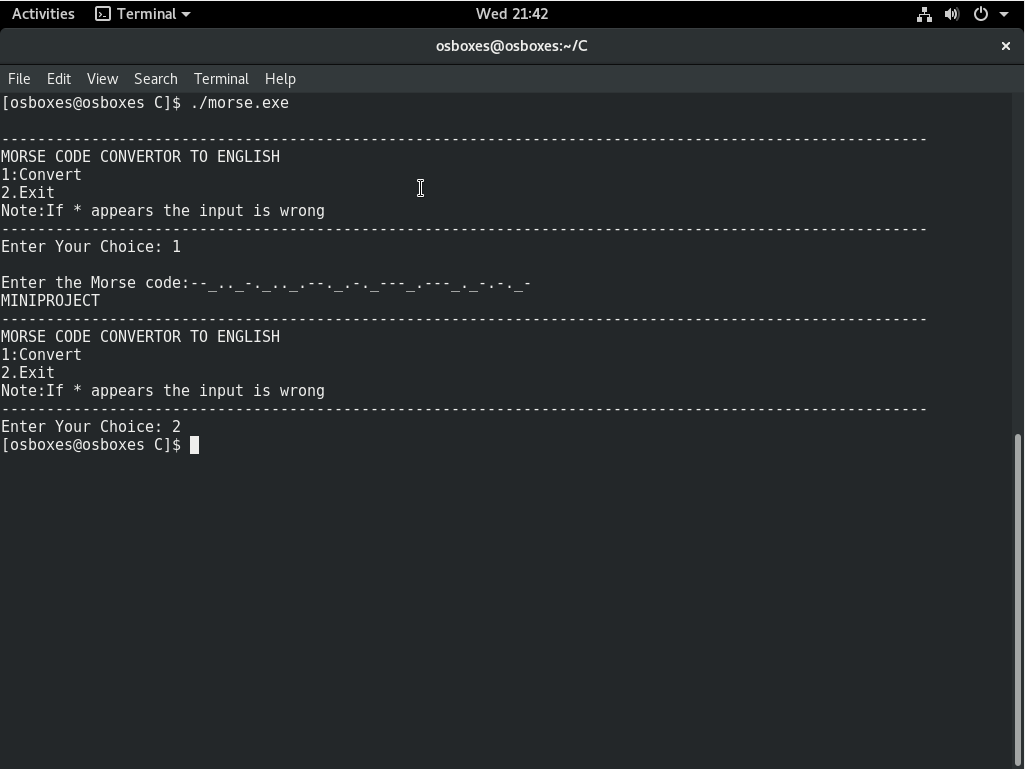 Activities Terminal Wed 21:42
osboxes@osboxes:~/C ×
File Edit View Search Terminal Help
[osboxes@osboxes C]$ ./morse.exe
-------------------------------------------------------------------------------------------------------
MORSE CODE CONVERTOR TO ENGLISH
1:Convert
2.Exit
Note:If * appears the input is wrong
-------------------------------------------------------------------------------------------------------
Enter Your Choice: 1
Enter the Morse code:--_.._-._.._.--._.-._---_.---_._-.-._-
MINIPROJECT
-------------------------------------------------------------------------------------------------------
MORSE CODE CONVERTOR TO ENGLISH
1:Convert
2.Exit
Note:If * appears the input is wrong
-------------------------------------------------------------------------------------------------------
Enter Your Choice: 2
[osboxes@osboxes C]$